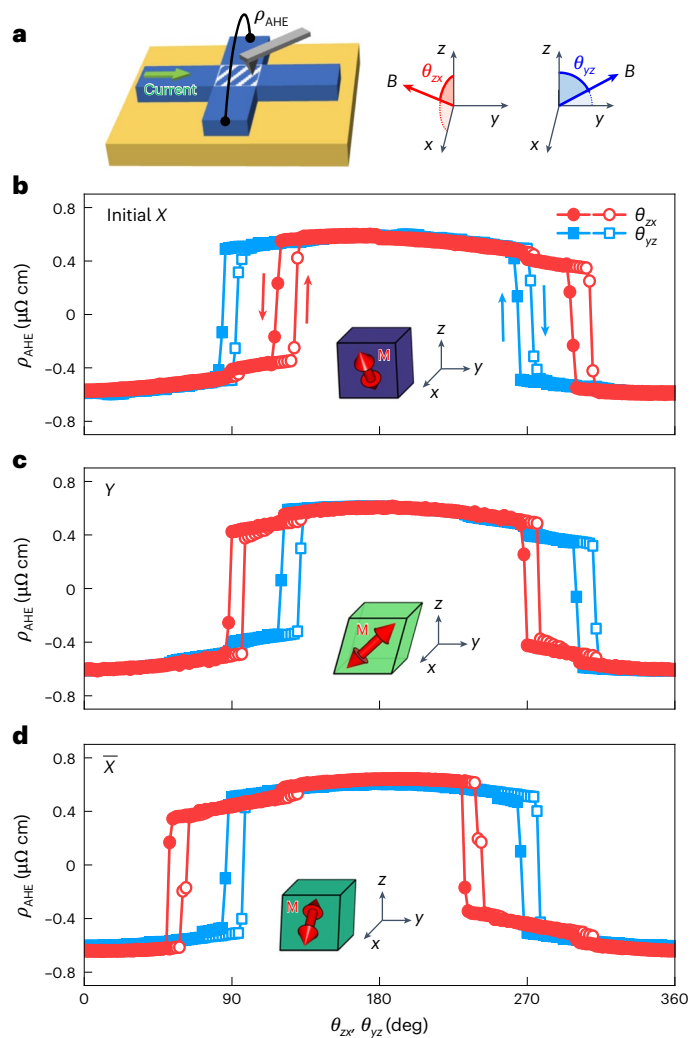 a
ρAHE
Current
z
θzx
B
y
x
z
θyz
B
y
x
b
Initial X
θzx
θyz
0.8
0.4
0
−0.4
−0.8
ρAHE (μΩ cm)
M
z
y
x
c
Y
0.8
0.4
0
−0.4
−0.8
ρAHE (μΩ cm)
M
z
y
x
d
X̅
0.8
0.4
0
−0.4
−0.8
ρAHE (μΩ cm)
M
z
y
x
0 90 180 270 360
θzx, θyz (deg)